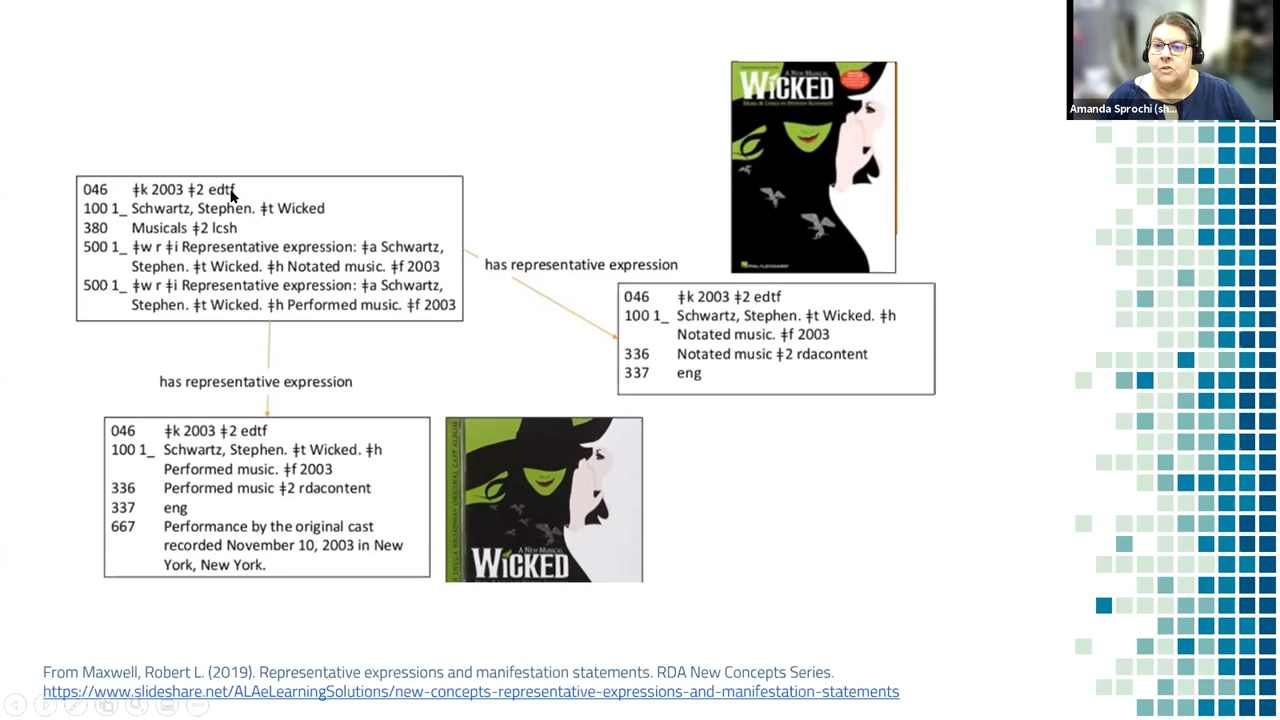 A NEW MUSICAL
WICKED
MUSIC & LYRICS BY STEPHEN SCHWARTZ
Amanda Sprochi (sh...
046 ‡k 2003 ‡2 edtf
100 1_ Schwartz, Stephen. ‡t Wicked
380 Musicals ‡2 lcsh
500 1_ ‡w r ‡i Representative expression: ‡a Schwartz,
Stephen. ‡t Wicked. ‡h Notated music. ‡f 2003
500 1_ ‡w r ‡i Representative expression: ‡a Schwartz,
Stephen. ‡t Wicked. ‡h Performed music. ‡f 2003
has representative expression
046 ‡k 2003 ‡2 edtf
100 1_ Schwartz, Stephen. ‡t Wicked. ‡h
Notated music. ‡f 2003
336 Notated music ‡2 rdacontent
337 eng
has representative expression
046 ‡k 2003 ‡2 edtf
100 1_ Schwartz, Stephen. ‡t Wicked. ‡h
Performed music. ‡f 2003
336 Performed music ‡2 rdacontent
337 eng
667 Performance by the original cast
recorded November 10, 2003 in New
York, New York.
A NEW MUSICAL
WICKED
From Maxwell, Robert L. (2019). Representative expressions and manifestation statements. RDA New Concepts Series.
https://www.slideshare.net/ALAeLearningSolutions/new-concepts-representative-expressions-and-manifestation-statements